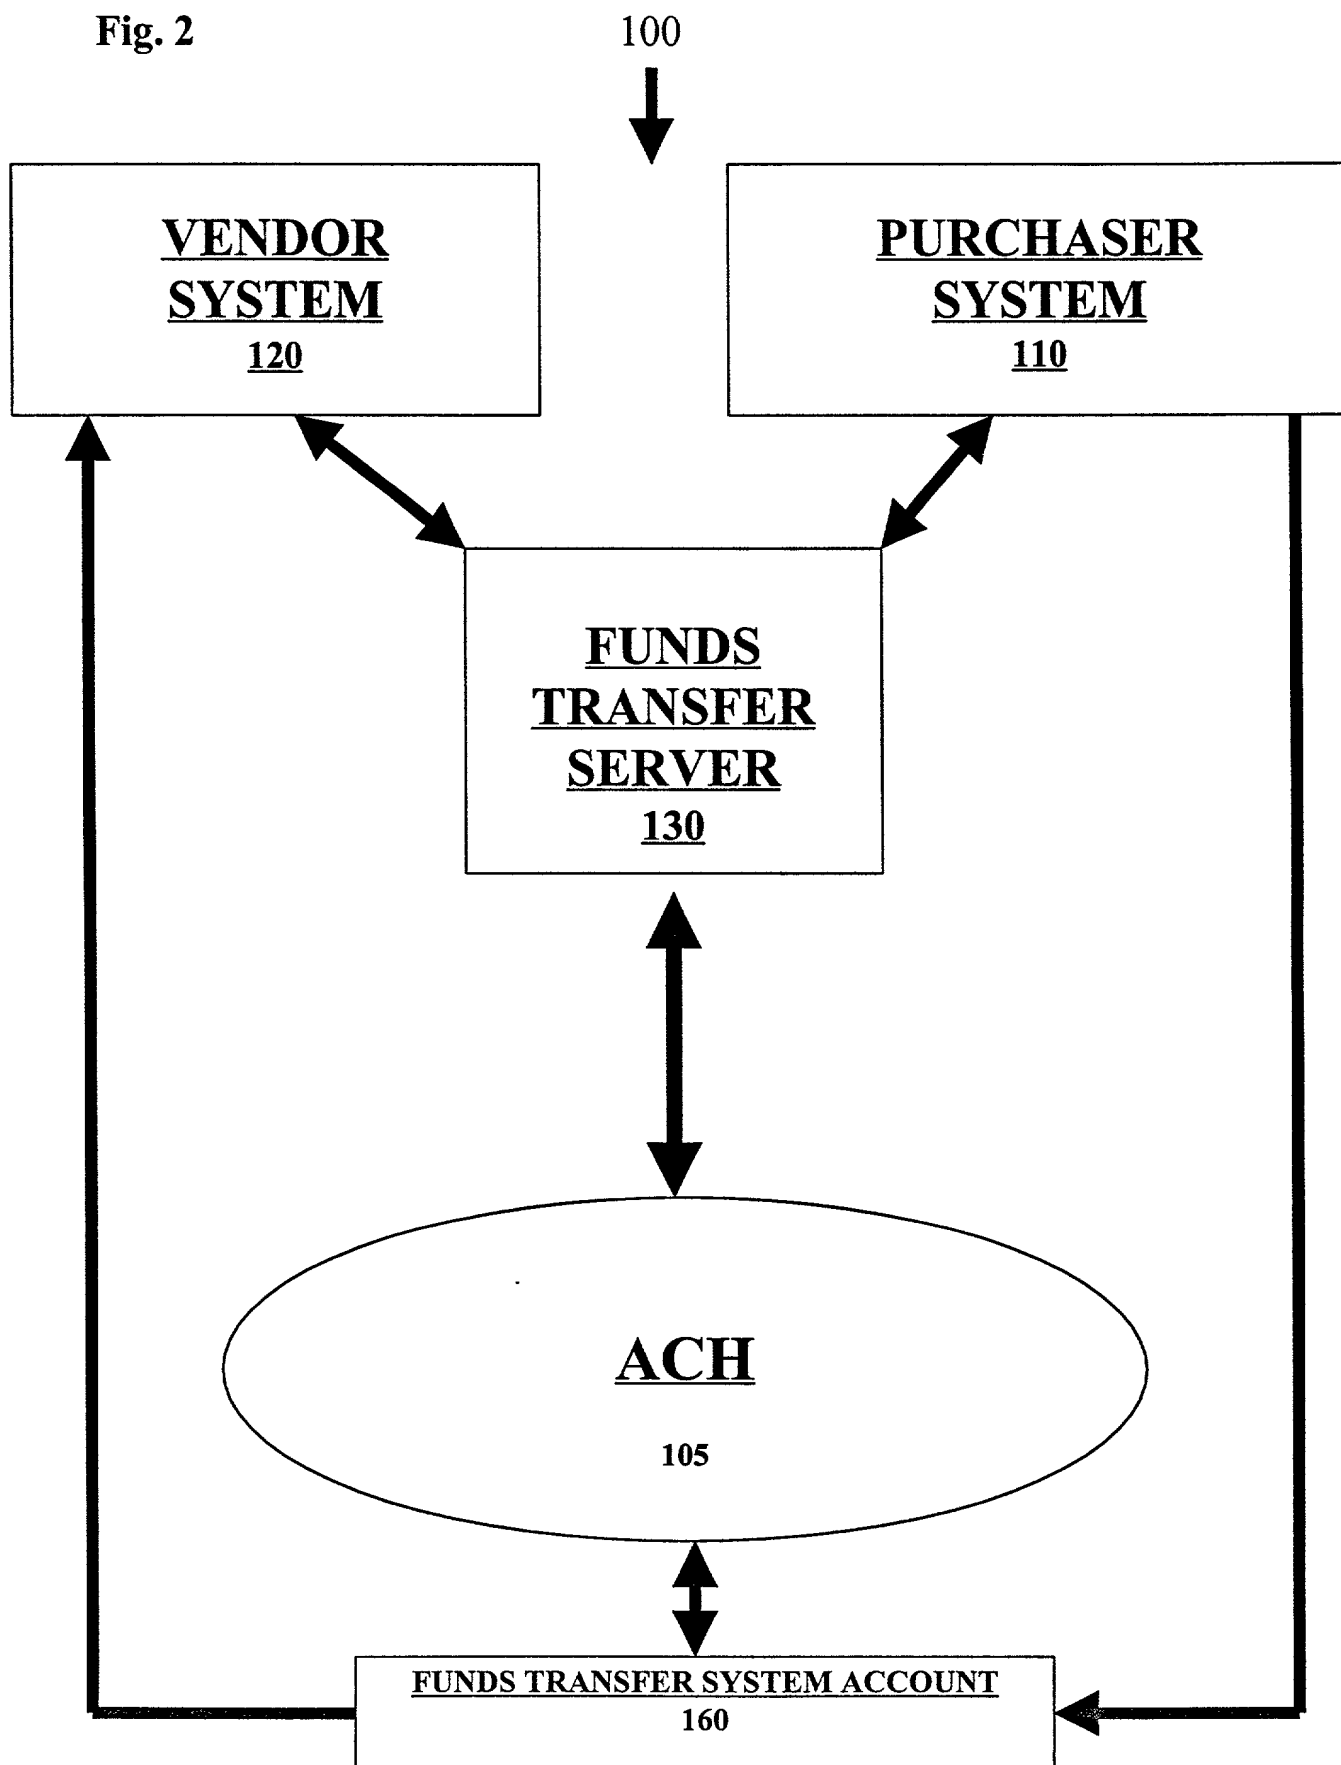 Fig. 2
100
VENDOR
SYSTEM
120
PURCHASER
SYSTEM
110
FUNDS
TRANSFER
SERVER
130
ACH
105
FUNDS TRANSFER SYSTEM ACCOUNT
160